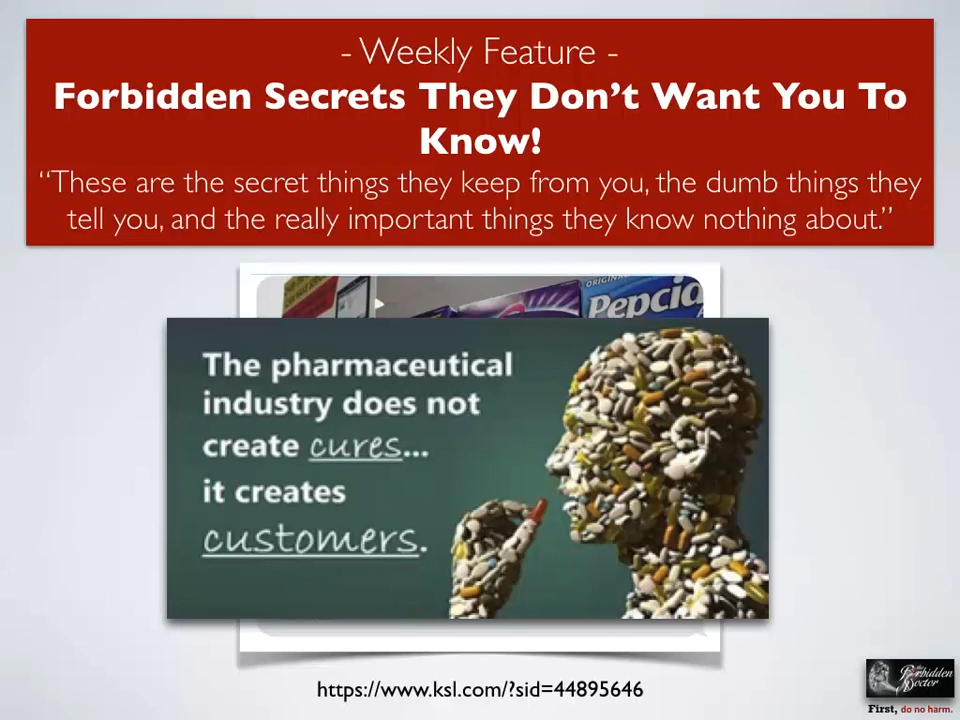 - Weekly Feature -
Forbidden Secrets They Don't Want You To
Know!
“These are the secret things they keep from you, the dumb things they
tell you, and the really important things they know nothing about.”
ORIGINAL
Pepcid
The pharmaceutical
industry does not
create cures...
it creates
customers.
https://www.ksl.com/?sid=44895646
the
Forbidden
Doctor
First, do no harm.